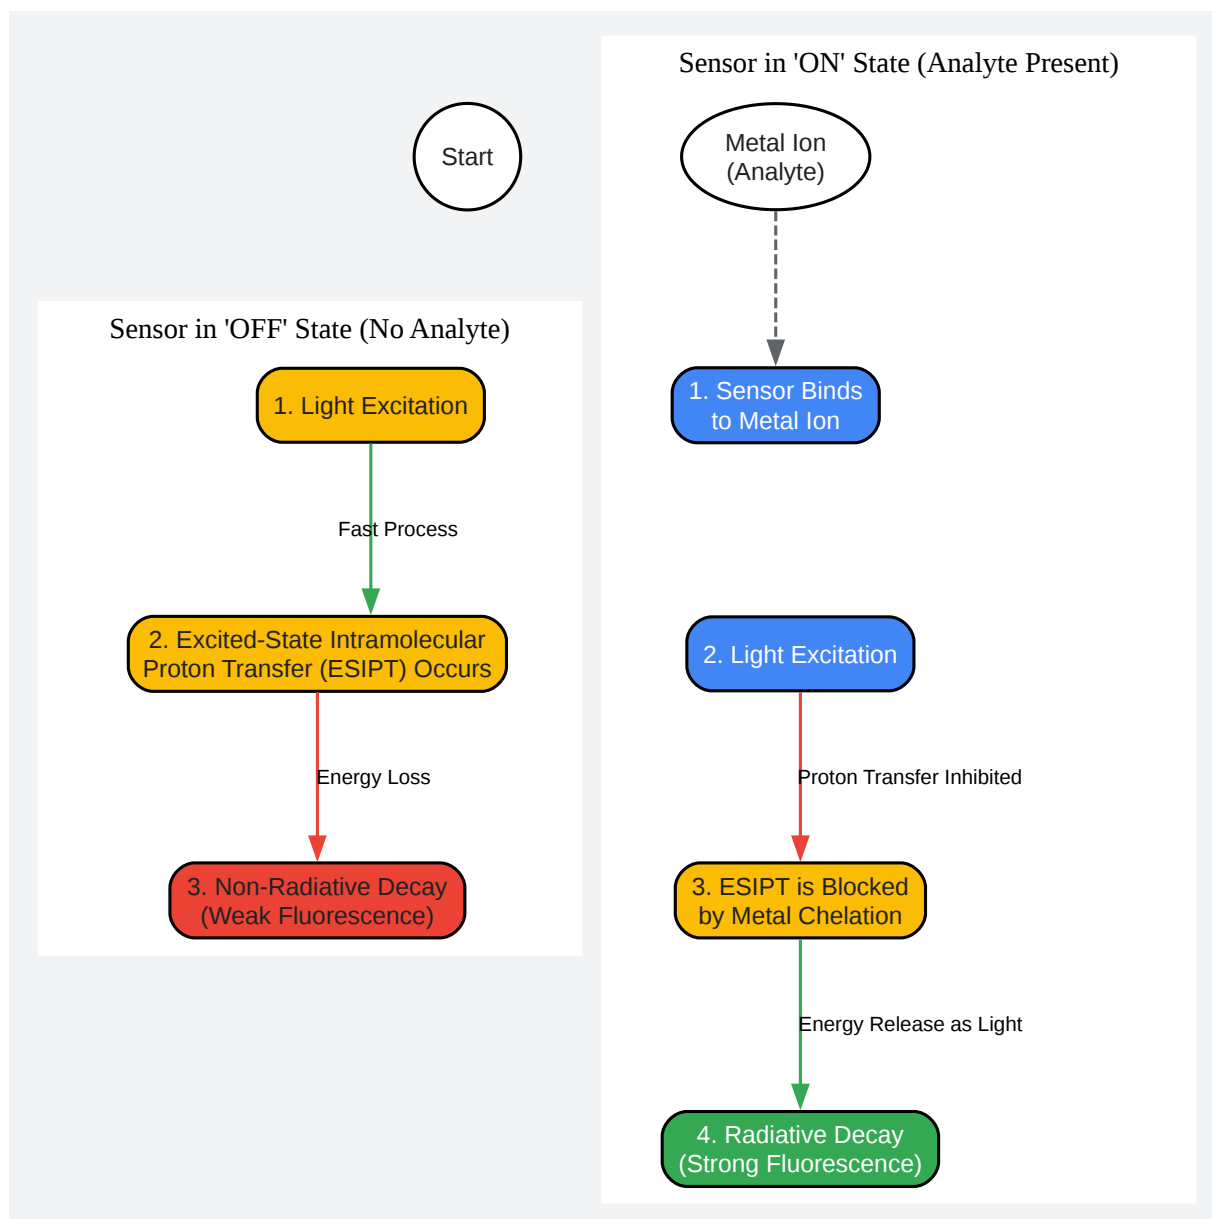 Start
Sensor in 'OFF' State (No Analyte)
1. Light Excitation
Fast Process
2. Excited-State Intramolecular
Proton Transfer (ESIPT) Occurs
Energy Loss
3. Non-Radiative Decay
(Weak Fluorescence)
Sensor in 'ON' State (Analyte Present)
Metal Ion
(Analyte)
1. Sensor Binds
to Metal Ion
2. Light Excitation
Proton Transfer Inhibited
3. ESIPT is Blocked
by Metal Chelation
Energy Release as Light
4. Radiative Decay
(Strong Fluorescence)